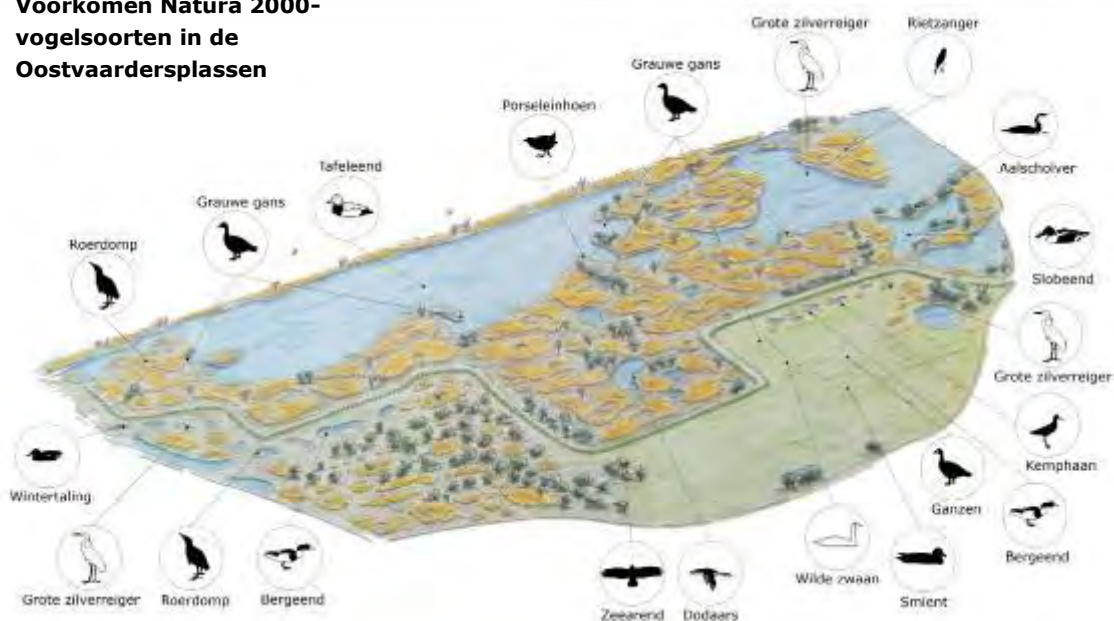 Voorkomen Natura 2000-
vogelsoorten in de
Oostvaardersplassen
Grote zilverreiger
Rietzanger
Grauwe gans
Porseleinhoen
Aalscholver
Tafeleend
Grauwe gans
Roerdomp
Slobeend
Grote zilverreiger
Kemphaan
Wintertaling
Ganzen
Bergeend
Wilde zwaan
Smient
Grote zilverreiger
Roerdomp
Bergeend
Zeearend
Dodaars